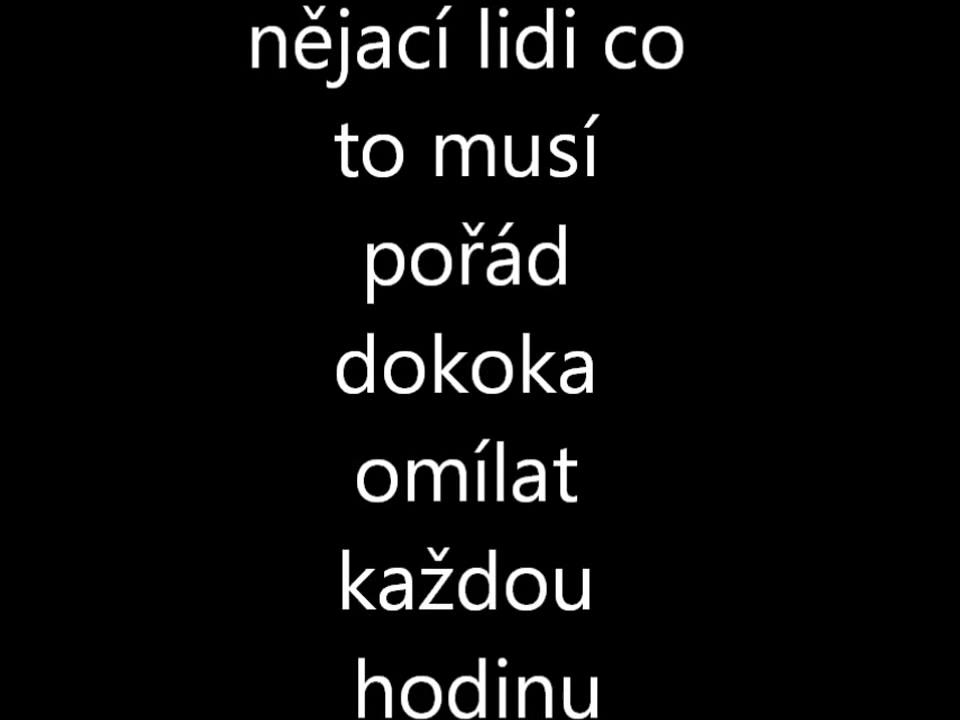 nějací lidi co
to musí
pořád
dokoka
omílat
každou
hodinu